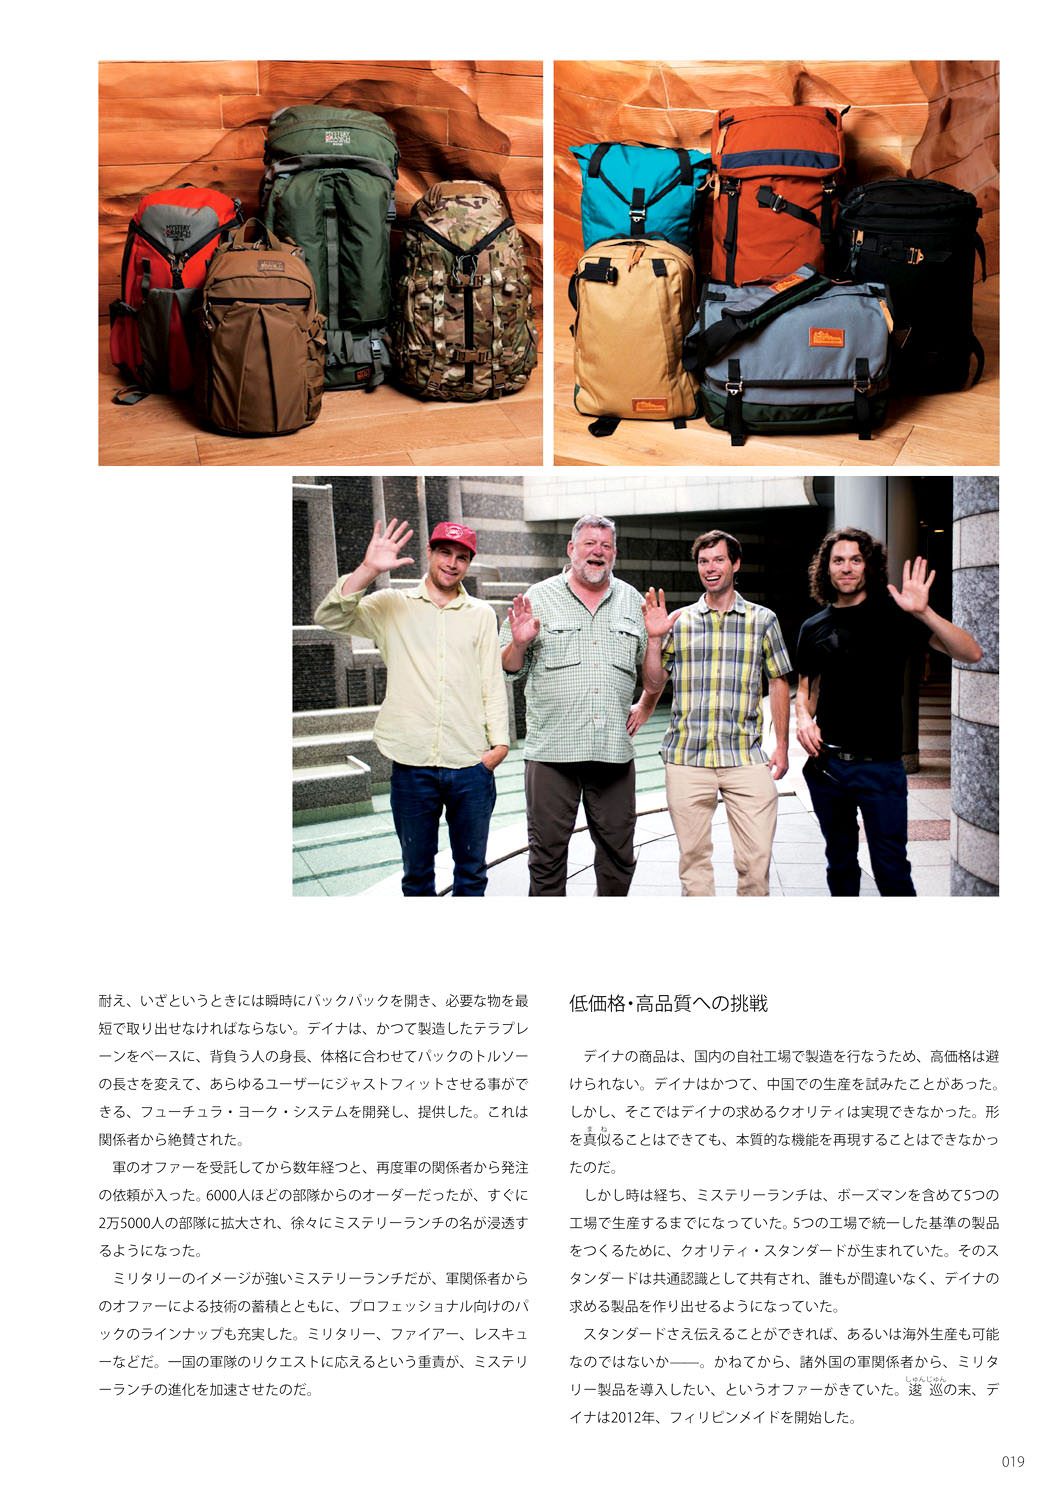 MYSTERY
RANCH
MYSTERY
RANCH
耐え、いざというときには瞬時にバックパックを開き、必要な物を最
短で取り出せなければならない。デイナは、かつて製造したテラプレ
ーンをベースに、背負う人の身長、体格に合わせてパックのトルソー
の長さを変えて、あらゆるユーザーにジャストフィットさせる事がで
きる、フューチュラ・ヨーク・システムを開発し、提供した。これは
関係者から絶賛された。
軍のオファーを受託してから数年経つと、再度軍の関係者から発注
の依頼が入った。6000人ほどの部隊からのオーダーだったが、すぐに
2万5000人の部隊に拡大され、徐々にミステリーランチの名が浸透す
るようになった。
ミリタリーのイメージが強いミステリーランチだが、軍関係者から
のオファーによる技術の蓄積とともに、プロフェッショナル向けのパ
ックのラインナップも充実した。ミリタリー、ファイアー、レスキュ
ーなどだ。一国の軍隊のリクエストに応えるという重責が、ミステリ
ーランチの進化を加速させたのだ。
低価格・高品質への挑戦
デイナの商品は、国内の自社工場で製造を行なうため、高価格は避
けられない。デイナはかつて、中国での生産を試みたことがあった。
しかし、そこではデイナの求めるクオリティは実現できなかった。形
まね
を真似ることはできても、本質的な機能を再現することはできなかっ
たのだ。
しかし時は経ち、ミステリーランチは、ボーズマンを含めて5つの
工場で生産するまでになっていた。5つの工場で統一した基準の製品
をつくるために、クオリティ・スタンダードが生まれていた。そのス
タンダードは共通認識として共有され、誰もが間違いなく、デイナの
求める製品を作り出せるようになっていた。
スタンダードさえ伝えることができれば、あるいは海外生産も可能
なのではないか――。かねてから、諸外国の軍関係者から、ミリタ
しゅんじゅん
リー製品を導入したい、というオファーがきていた。逡巡の末、デ
イナは2012年、フィリピンメイドを開始した。
019